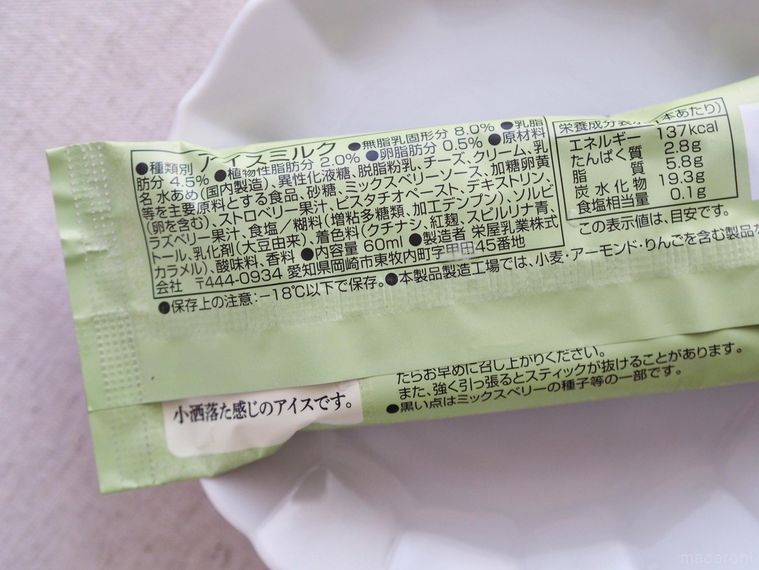 ●種類別 アイスミルク ●無脂乳固形分 8.0% ●乳脂
肪分 4.5% ●植物性脂肪分 2.0% ●卵脂肪分 0.5% ●原材料
名 水あめ(国内製造)、異性化液糖、脱脂粉乳、チーズ、クリーム、乳
等を主要原料とする食品、砂糖、ミックスベリーソース、加糖卵黄
(卵を含む)、ストロベリー果汁、ピスタチオペースト、デキストリン、
ラズベリー果汁、食塩/糊料(増粘多糖類、加工デンプン)、ソルビ
トール、乳化剤(大豆由来)、着色料(クチナシ、紅麹、スピルリナ青、
カラメル)、酸味料、香料 ●内容量 60ml ●製造者 栄屋乳業株式
会社 〒444-0934 愛知県岡崎市東牧内町字甲田45番地
栄養成分表 本あたり)
エネルギー 137kcal
たんぱく質 2.8g
脂質 5.8g
炭水化物 19.3g
食塩相当量 0.1g
この表示値は、目安です。
●保存上の注意:-18℃以下で保存。●本製品製造工場では、小麦・アーモンド・りんごを含む製品
たらお早めに召し上がりください。
また、強く引っ張るとスティックが抜けることがあります。
●黒い点はミックスベリーの種子等の一部です。
小洒落た感じのアイスです。
macaroni